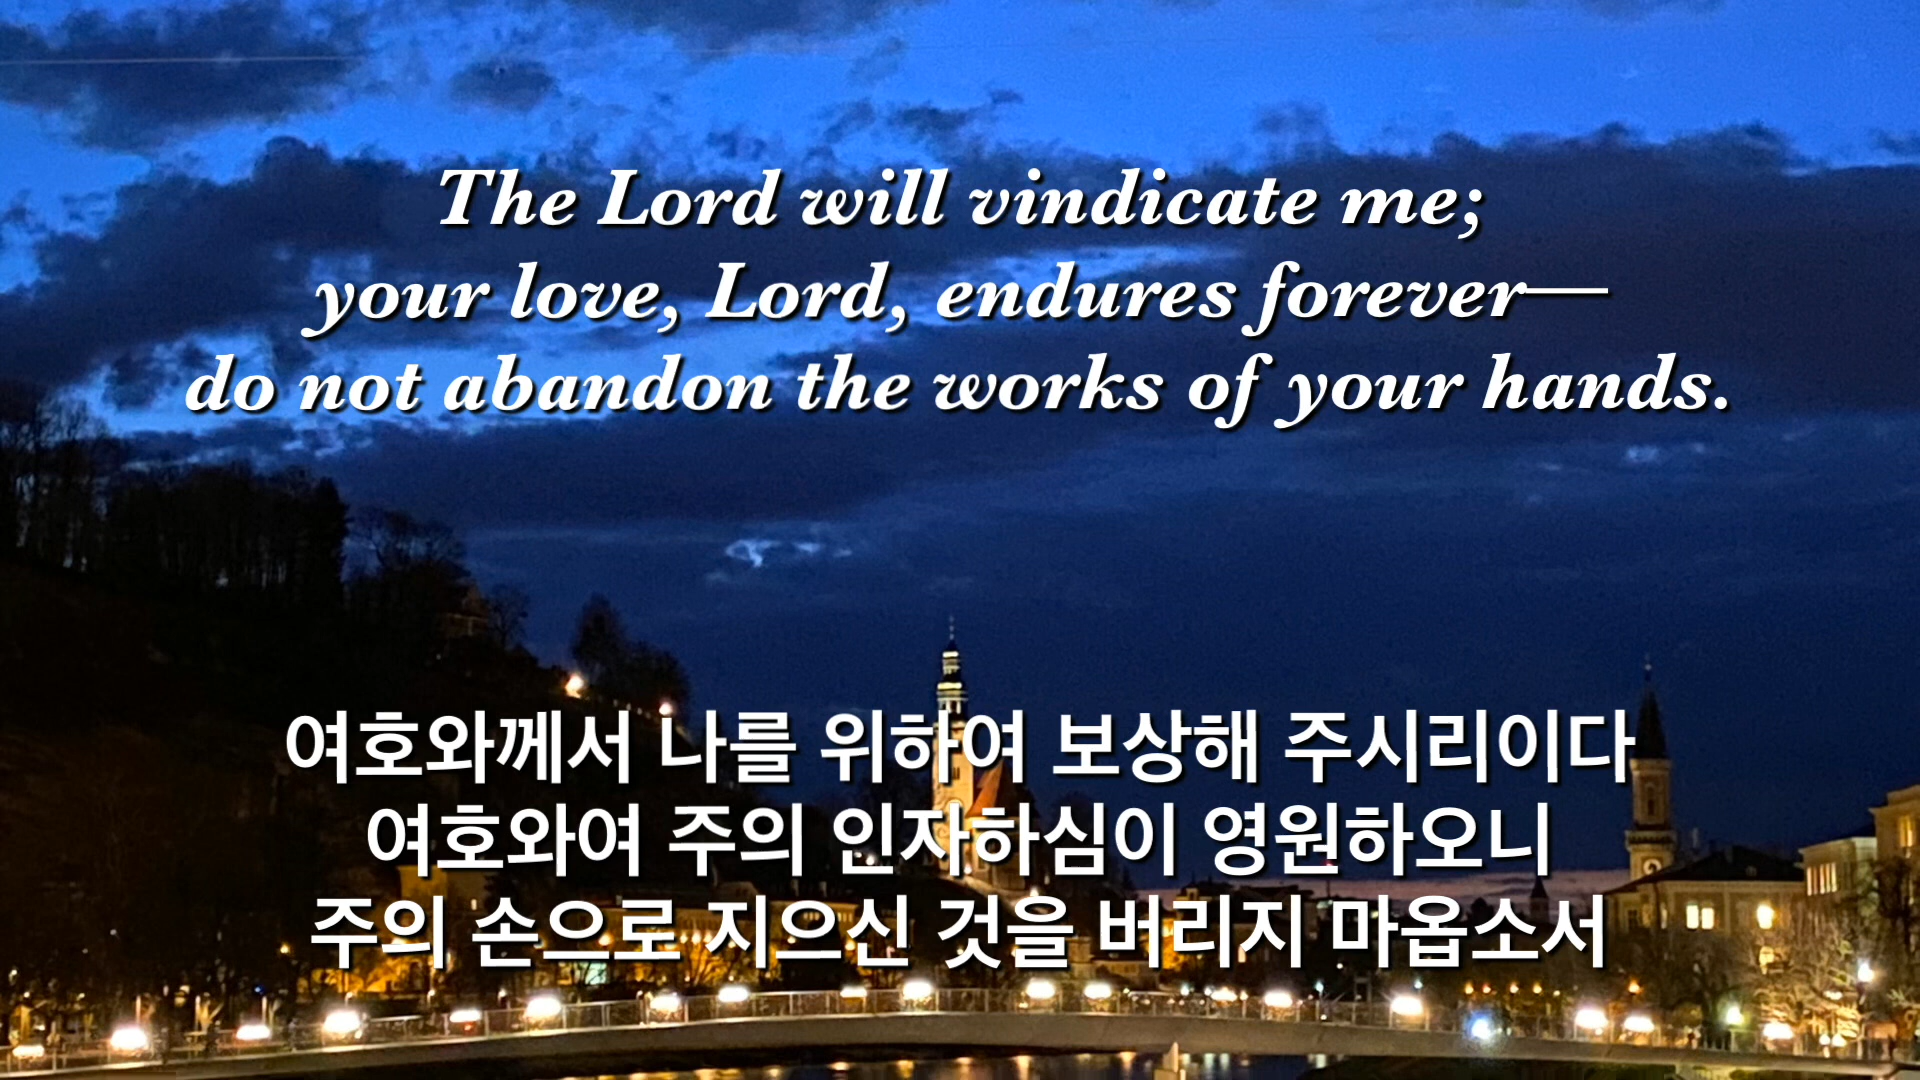 The Lord will vindicate me;
your love, Lord, endures forever—
do not abandon the works of your hands.
여호와께서 나를 위하여 보상해 주시리이다
여호와여 주의 인자하심이 영원하오니
주의 손으로 지으신 것을 버리지 마옵소서